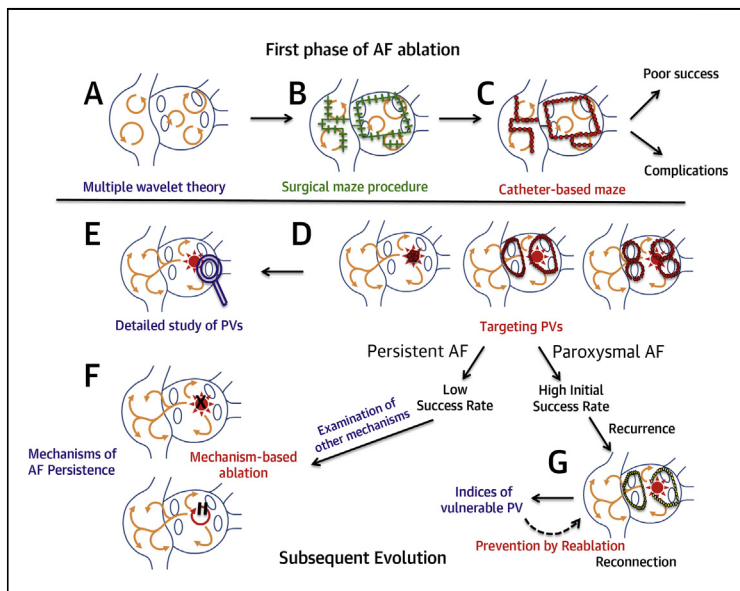 First phase of AF ablation
A
B
C
Poor success
Complications
Multiple wavelet theory
Surgical maze procedure
Catheter-based maze
E
D
Detailed study of PVs
Targeting PVs
Persistent AF
Paroxysmal AF
Low
Success Rate
High Initial
Success Rate
Recurrence
F
X
Examination of
other mechanisms
Mechanisms of
AF Persistence
Mechanism-based
ablation
H
G
Indices of
vulnerable PV
Prevention by Reablation
Reconnection
Subsequent Evolution